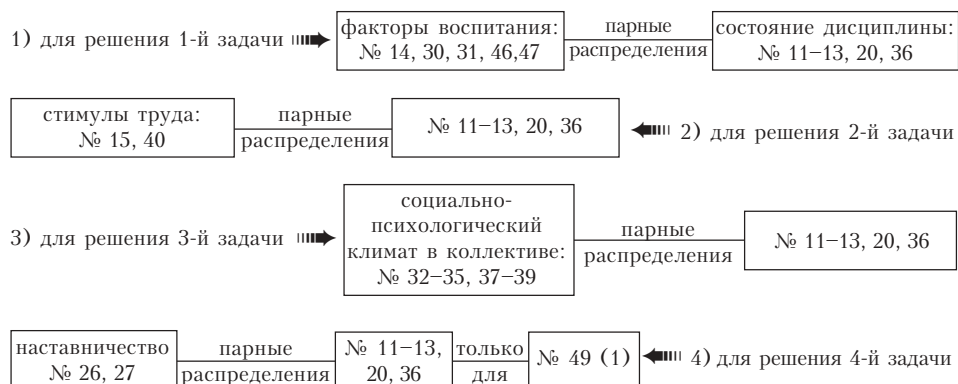 1) для решения 1-й задачи
факторы воспитания:
№ 14, 30, 31, 46,47
парные
распределения
состояние дисциплины:
№ 11–13, 20, 36
стимулы труда:
№ 15, 40
парные
распределения
№ 11–13, 20, 36
2) для решения 2-й задачи
3) для решения 3-й задачи
социально-
психологический
климат в коллективе:
№ 32–35, 37–39
парные
распределения
№ 11–13, 20, 36
наставничество
№ 26, 27
парные
распределения
№ 11–13,
20, 36
только
для
№ 49 (1)
4) для решения 4-й задачи